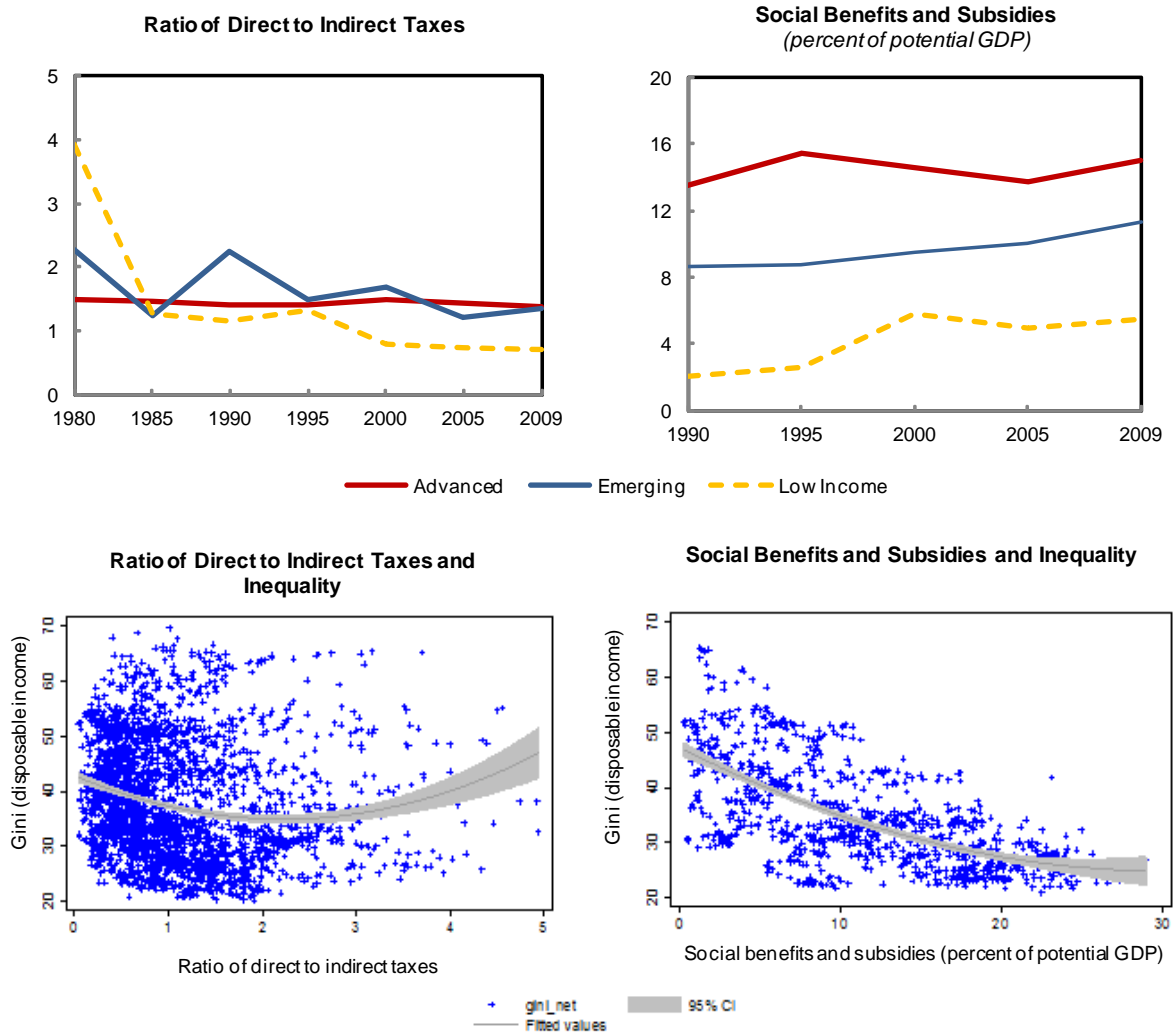 Ratio of Direct to Indirect Taxes
5
4
3
2
1
0
1980 1985 1990 1995 2000 2005 2009
Social Benefits and Subsidies
(percent of potential GDP)
20
16
12
8
4
0
1990 1995 2000 2005 2009
Advanced Emerging Low Income
Ratio of Direct to Indirect Taxes and
Inequality
Gini (disposable income)
70
60
50
40
30
20
0 1 2 3 4 5
Ratio of direct to indirect taxes
Social Benefits and Subsidies and Inequality
Gini (disposable income)
70
60
50
40
30
20
0 10 20 30
Social benefits and subsidies (percent of potential GDP)
gini_net 95% CI
Fitted values